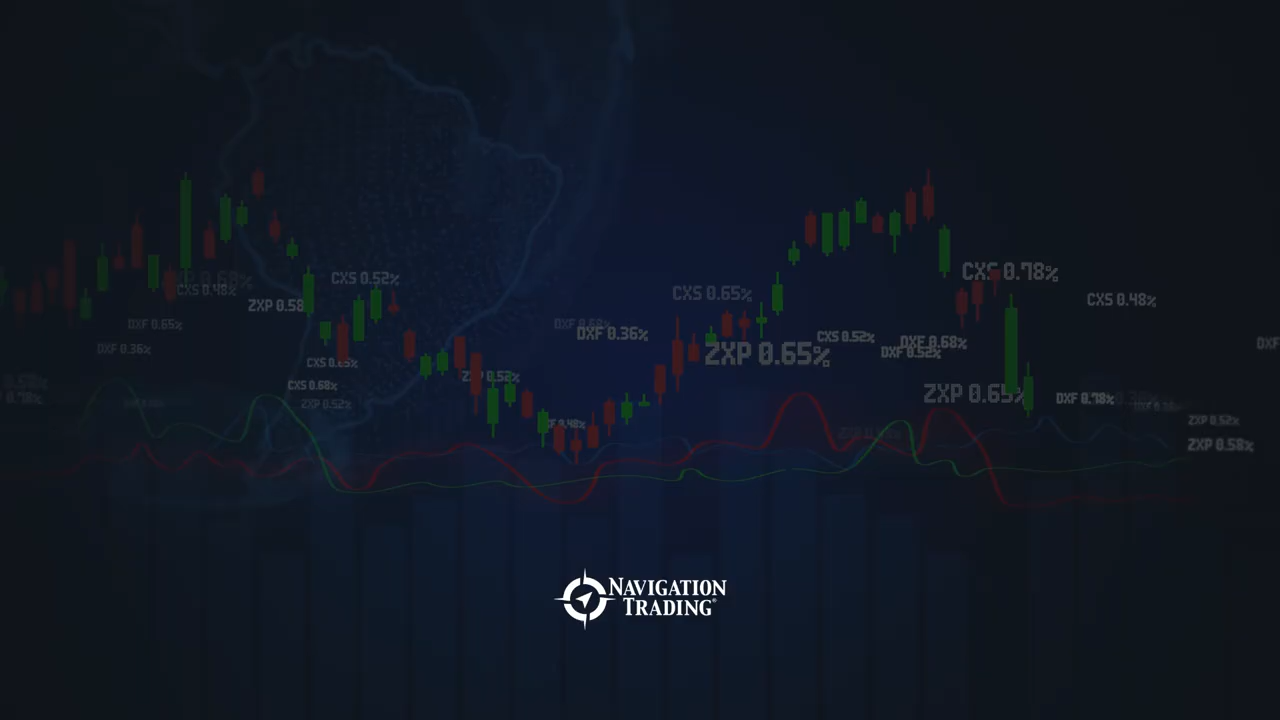 CXS 0.78%
CXS 0.52%
CXS 0.48%
CXS 0.65%
CXS 0.48%
ZXP 0.58
DXF 0.65%
DXF 0.36%
CXS 0.52%
DXF 0.68%
DXF
DXF 0.36%
ZXP 0.65%
DXF 0.52%
CXS 0.68%
ZXP 0.52%
ZXP 0.65%
DXF 0.78%
ZXP 0.52%
ZXP 0.58%
NAVIGATION
TRADING®